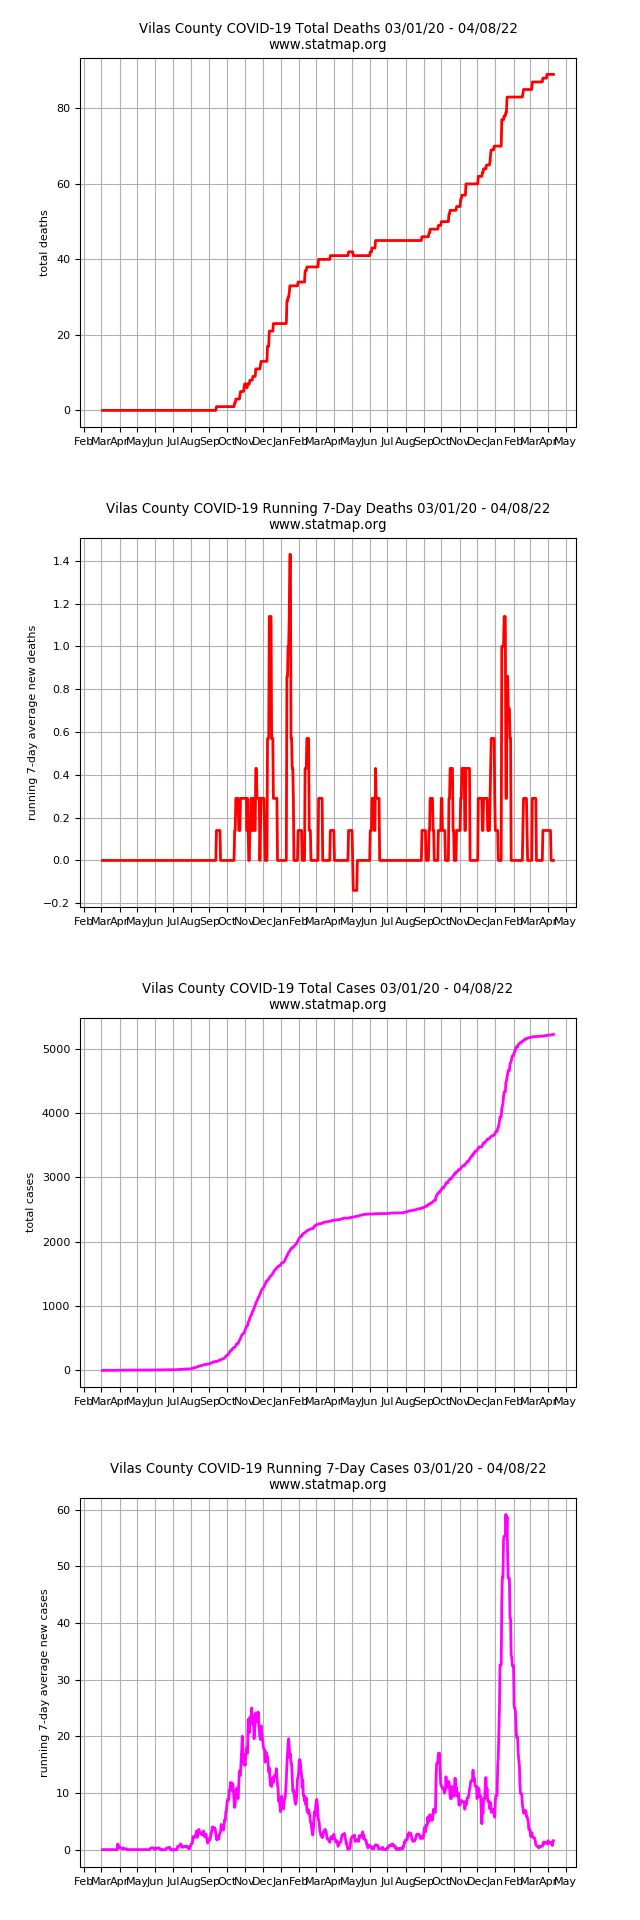 Vilas County COVID-19 Total Deaths 03/01/20 - 04/08/22
www.statmap.org
total deaths
80
60
40
20
0
Feb Mar Apr May Jun Jul Aug Sep Oct Nov Dec Jan Feb Mar Apr May Jun Jul Aug Sep Oct Nov Dec Jan Feb Mar Apr May
Vilas County COVID-19 Running 7-Day Deaths 03/01/20 - 04/08/22
www.statmap.org
running 7-day average new deaths
1.4
1.2
1.0
0.8
0.6
0.4
0.2
0.0
−0.2
Feb Mar Apr May Jun Jul Aug Sep Oct Nov Dec Jan Feb Mar Apr May Jun Jul Aug Sep Oct Nov Dec Jan Feb Mar Apr May
Vilas County COVID-19 Total Cases 03/01/20 - 04/08/22
www.statmap.org
total cases
5000
4000
3000
2000
1000
0
Feb Mar Apr May Jun Jul Aug Sep Oct Nov Dec Jan Feb Mar Apr May Jun Jul Aug Sep Oct Nov Dec Jan Feb Mar Apr May
Vilas County COVID-19 Running 7-Day Cases 03/01/20 - 04/08/22
www.statmap.org
running 7-day average new cases
60
50
40
30
20
10
0
Feb Mar Apr May Jun Jul Aug Sep Oct Nov Dec Jan Feb Mar Apr May Jun Jul Aug Sep Oct Nov Dec Jan Feb Mar Apr May